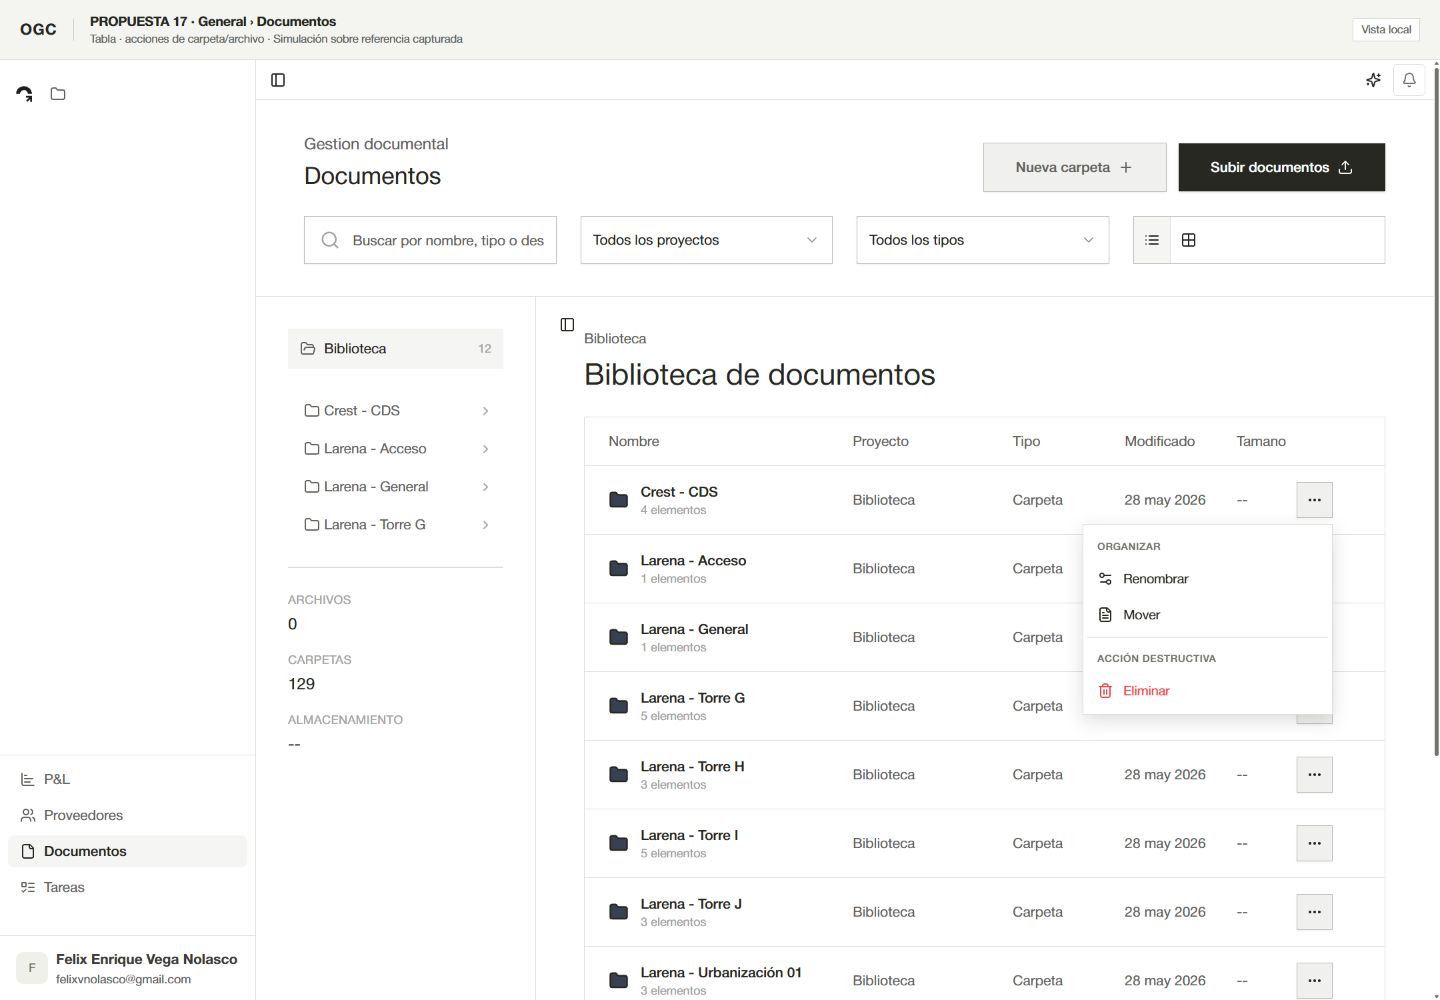 OGC
PROPUESTA 17 · General › Documentos
Tabla · acciones de carpeta/archivo · Simulación sobre referencia capturada
Vista local
Gestion documental
Documentos
Nueva carpeta
Subir documentos
Buscar por nombre, tipo o des
Todos los proyectos
Todos los tipos
Biblioteca 12
Crest - CDS
Larena - Acceso
Larena - General
Larena - Torre G
ARCHIVOS
0
CARPETAS
129
ALMACENAMIENTO
--
Biblioteca
Biblioteca de documentos
Nombre Proyecto Tipo Modificado Tamano
Crest - CDS
4 elementos
Biblioteca Carpeta 28 may 2026 --
Larena - Acceso
1 elementos
Biblioteca Carpeta
Larena - General
1 elementos
Biblioteca Carpeta
Larena - Torre G
5 elementos
Biblioteca Carpeta
ORGANIZAR
Renombrar
Mover
ACCIÓN DESTRUCTIVA
Eliminar
Larena - Torre H
3 elementos
Biblioteca Carpeta 28 may 2026 --
Larena - Torre I
5 elementos
Biblioteca Carpeta 28 may 2026 --
Larena - Torre J
3 elementos
Biblioteca Carpeta 28 may 2026 --
Larena - Urbanización 01
3 elementos
Biblioteca Carpeta 28 may 2026 --
P&L
Proveedores
Documentos
Tareas
F
Felix Enrique Vega Nolasco
felixvnolasco@gmail.com